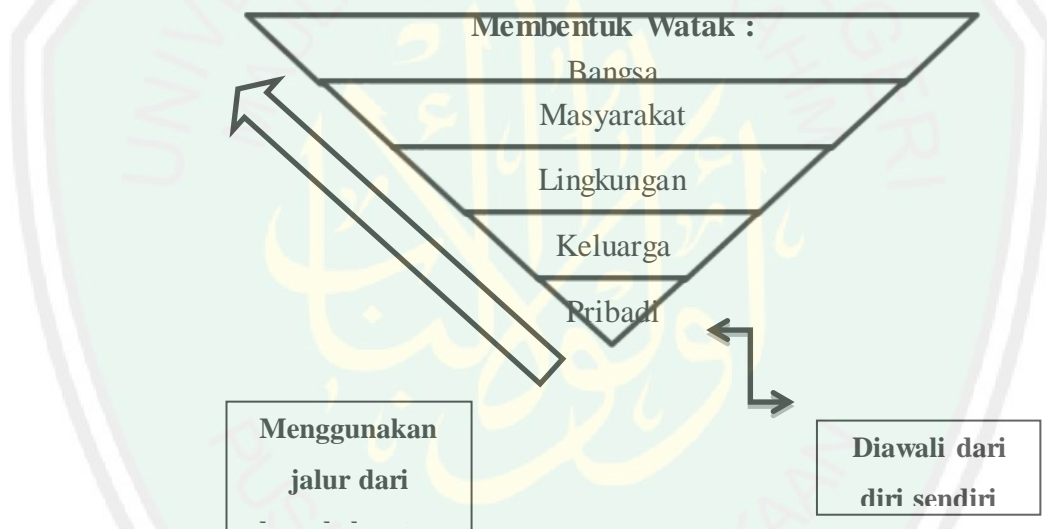 Membentuk Watak :
Bangsa
Masyarakat
Lingkungan
Keluarga
Pribadi
Menggunakan
jalur dari
Diawali dari
diri sendiri